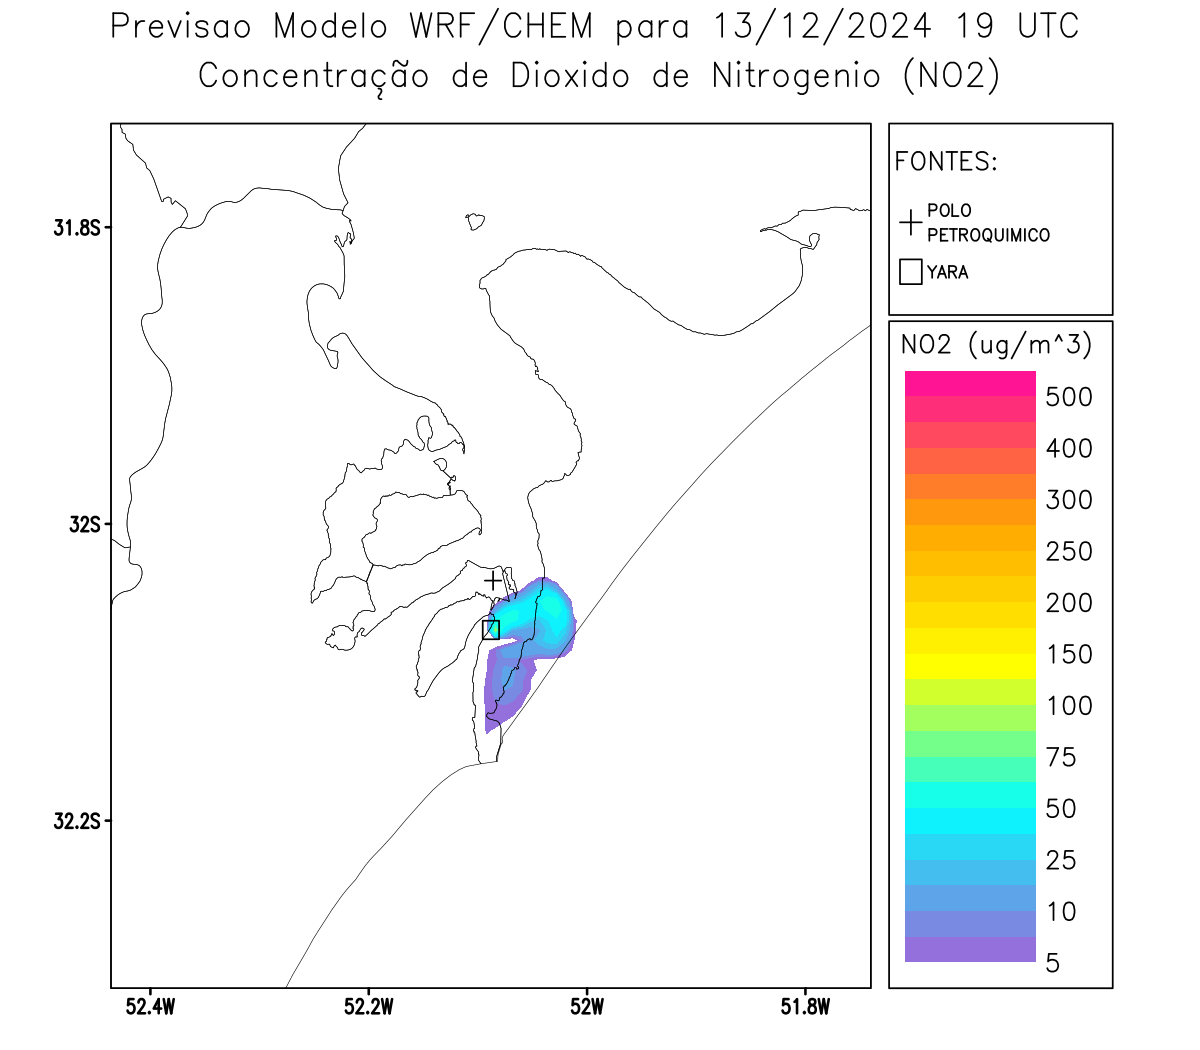 Previsao Modelo WRF/CHEM para 13/12/2024 19 UTC
Concentração de Dioxido de Nitrogenio (NO2)
FONTES:
POLO
PETROQUIMICO
YARA
NO2 (ug/m^3)
500
400
300
250
200
150
100
75
50
25
10
5
31.8S
32S
32.2S
52.4W
52.2W
52W
51.8W